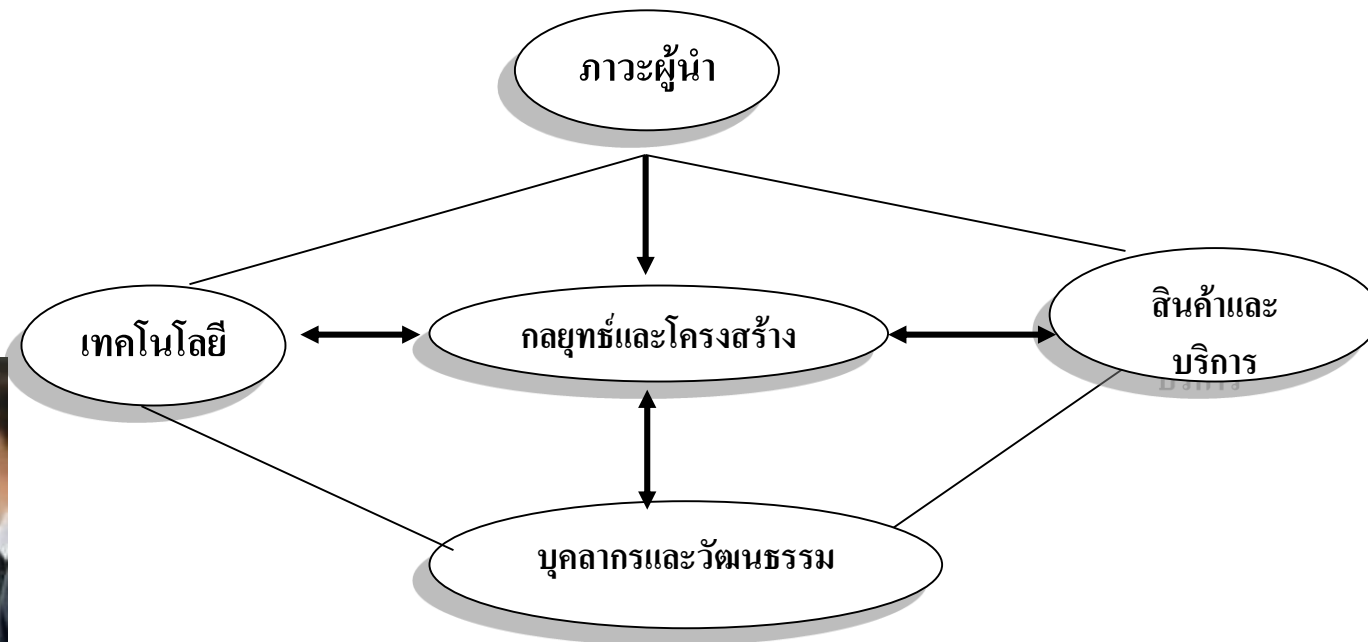 ภาวะผู้นำ
เทคโนโลยี
กลยุทธ์และโครงสร้าง
สินค้าและ
บริการ
บุคลากรและวัฒนธรรม